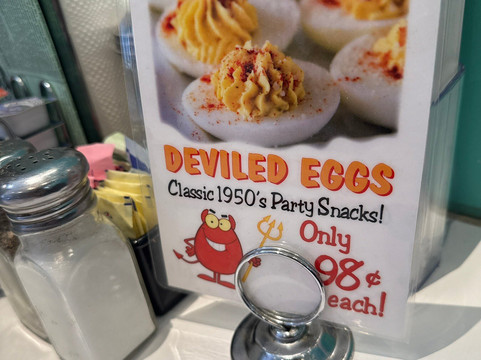 DEVILED EGGS
Classic 1950's Party Snacks!
Only
98¢
each!